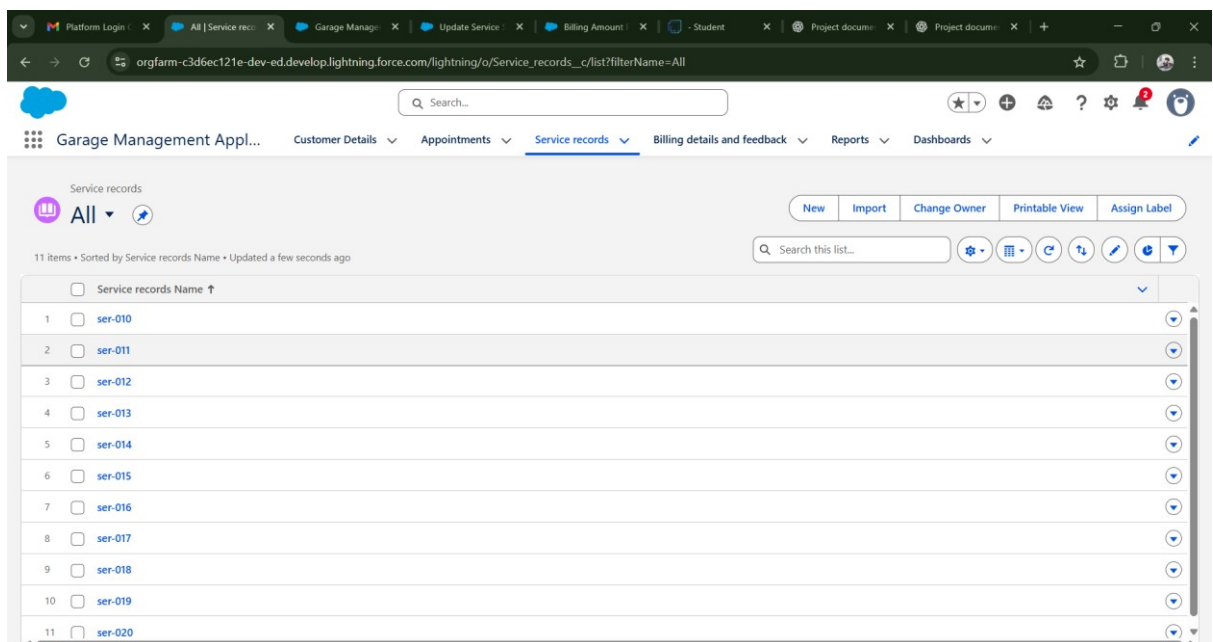 Platform Login C
All | Service reco
Garage Manage
Update Service S
Billing Amount F
- Student
Project docume
Project docume
orgfarm-c3d6ec121e-dev-ed.develop.lightning.force.com/lightning/o/Service_records__c/list?filterName=All
Search...
2
Garage Management Appl...
Customer Details
Appointments
Service records
Billing details and feedback
Reports
Dashboards
Service records
All
New
Import
Change Owner
Printable View
Assign Label
11 items • Sorted by Service records Name • Updated a few seconds ago
Search this list...
Service records Name ↑
1 ser-010
2 ser-011
3 ser-012
4 ser-013
5 ser-014
6 ser-015
7 ser-016
8 ser-017
9 ser-018
10 ser-019
11 ser-020